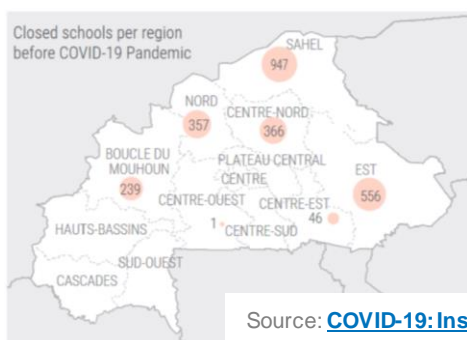 Closed schools per region
before COVID-19 Pandemic
SAHEL
947
NORD
357
CENTRE-NORD
366
BOUCLE DU
MOUHOUN
239
PLATEAU CENTRAL
CENTRE
EST
556
CENTRE-OUEST
1
CENTRE-EST
46
CENTRE-SUD
HAUTS-BASSINS
SUD-OUEST
CASCADES
Source: COVID-19: Ins